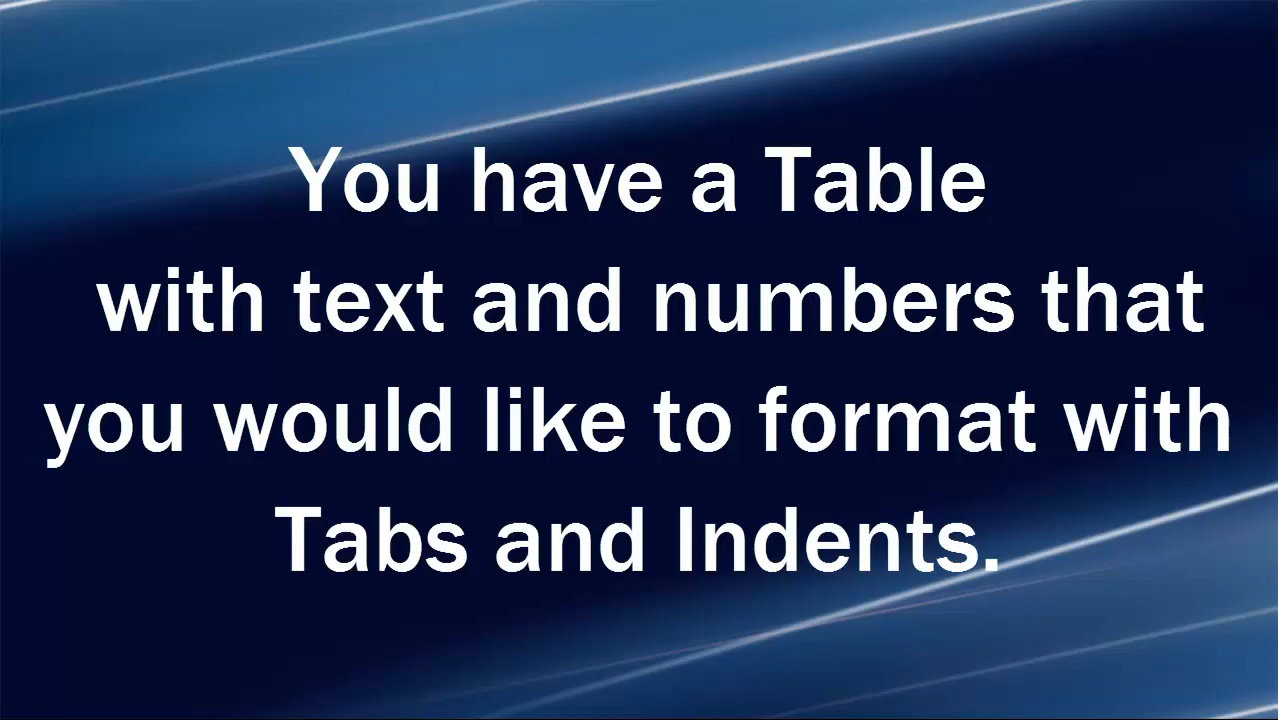 You have a Table
with text and numbers that
you would like to format with
Tabs and Indents.